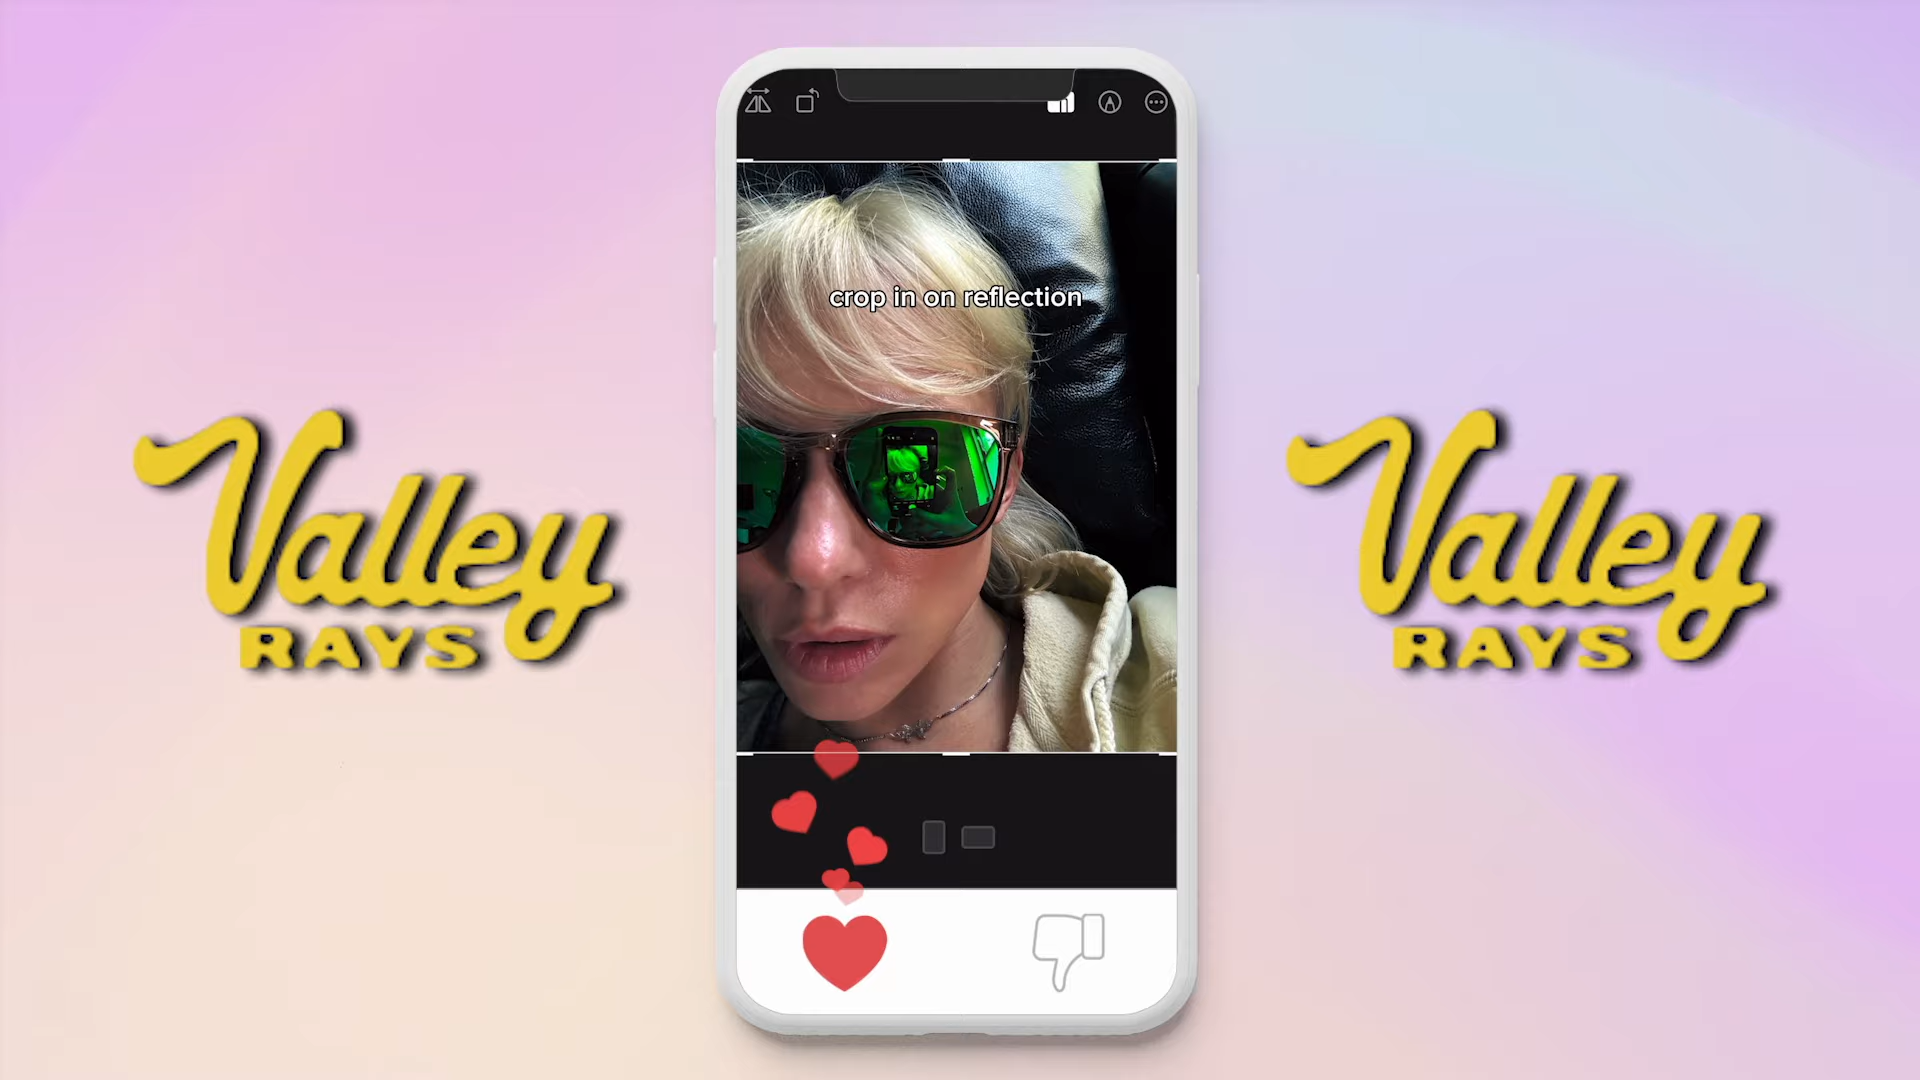 crop in on reflection
Valley
RAYS
Valley
RAYS